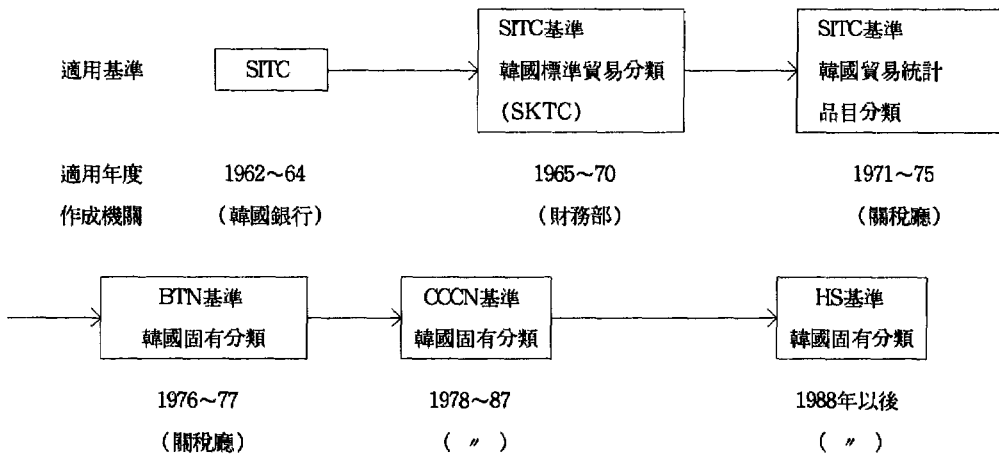 SITC基準 SITC基準
適用基準 SITC 韓國標準貿易分類 韓國貿易統計
(SKTC) 品目分類
適用年度 1962~64 1965~70 1971~75
作成機關 (韓國銀行) (財務部) (關稅廳)
BTN基準 CCCN基準 HS基準
韓國固有分類 韓國固有分類 韓國固有分類
1976~77 1978~87 1988年以後
(關稅廳) ( 〃 ) ( 〃 )